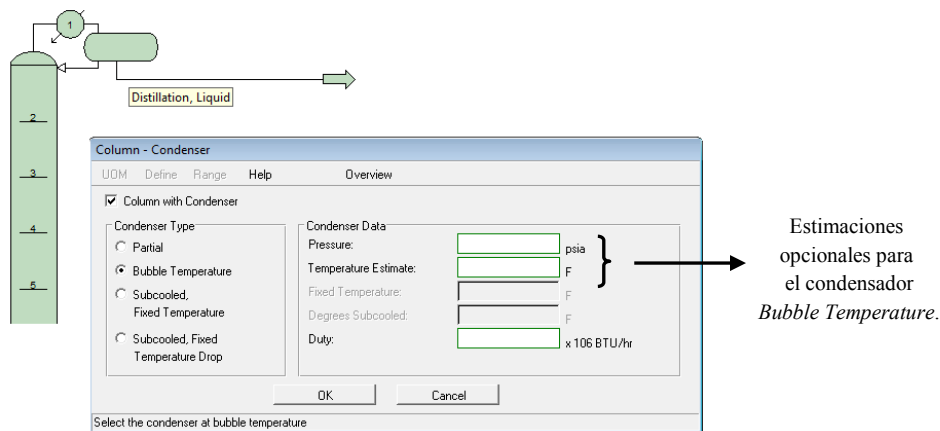 1
Distillation, Liquid
2
3
4
5
Column - Condenser
UOM Define Range Help Overview
Column with Condenser
Condenser Type
Partial
Bubble Temperature
Subcooled,
Fixed Temperature
Subcooled, Fixed
Temperature Drop
Condenser Data
Pressure: psia
Temperature Estimate: F
Fixed Temperature: F
Degrees Subcooled: F
Duty: x 106 BTU/hr
OK Cancel
Select the condenser at bubble temperature
Estimaciones
opcionales para
el condensador
Bubble Temperature.